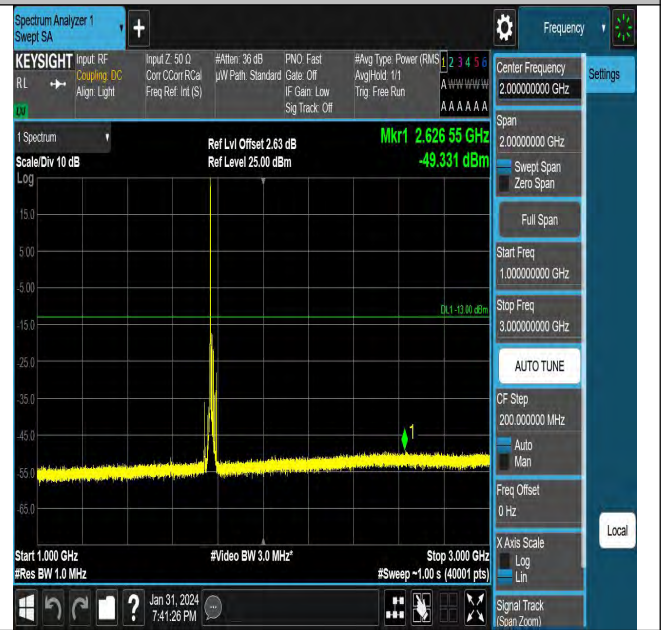 Spectrum Analyzer 1
Swept SA
Frequency
KEYSIGHT
RL
Input: RF
Coupling: DC
Align: Light
Input Z: 50 Ω
Corr CCorr RCal
Freq Ref: Int (S)
#Atten: 36 dB
µW Path: Standard
PNO: Fast
Gate: Off
IF Gain: Low
Sig Track: Off
#Avg Type: Power (RMS
Avg|Hold: 1/1
Trig: Free Run
1 2 3 4 5 6
A W W W W W
A A A A A A
Center Frequency
2.00000000 GHz
Settings
1 Spectrum
Scale/Div 10 dB
Ref Lvl Offset 2.63 dB
Ref Level 25.00 dBm
Mkr1 2.626 55 GHz
-49.331 dBm
Span
2.00000000 GHz
Swept Span
Zero Span
Full Span
Start Freq
1.000000000 GHz
Stop Freq
3.000000000 GHz
AUTO TUNE
CF Step
200.000000 MHz
Auto
Man
Freq Offset
0 Hz
X Axis Scale
Log
Lin
Signal Track
(Span Zoom)
Local
Log
15.0
5.00
-5.00
DL1 -13.00 dBm
-15.0
-25.0
-35.0
-45.0
1
-55.0
-65.0
Start 1.000 GHz
#Res BW 1.0 MHz
#Video BW 3.0 MHz*
Stop 3.000 GHz
#Sweep ~1.00 s (40001 pts)
?
Jan 31, 2024
7:41:26 PM